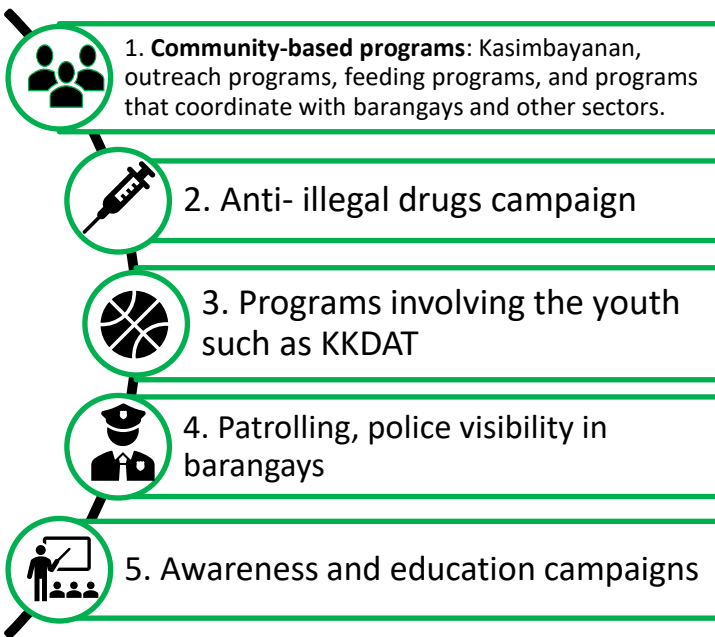 1. Community-based programs: Kasimbayanan,
outreach programs, feeding programs, and programs
that coordinate with barangays and other sectors.
2. Anti- illegal drugs campaign
3. Programs involving the youth
such as KKDAT
4. Patrolling, police visibility in
barangays
5. Awareness and education campaigns